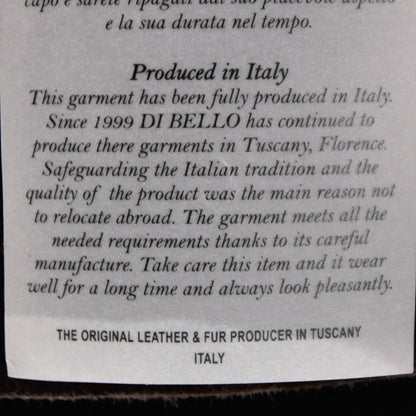 capo e sarete ripagati dal suo piacevole aspetto
e la sua durata nel tempo.
Produced in Italy
This garment has been fully produced in Italy.
Since 1999 DI BELLO has continued to
produce there garments in Tuscany, Florence.
Safeguarding the Italian tradition and the
quality of the product was the main reason not
to relocate abroad. The garment meets all the
needed requirements thanks to its careful
manufacture. Take care this item and it wear
well for a long time and always look pleasantly.
THE ORIGINAL LEATHER & FUR PRODUCER IN TUSCANY
ITALY